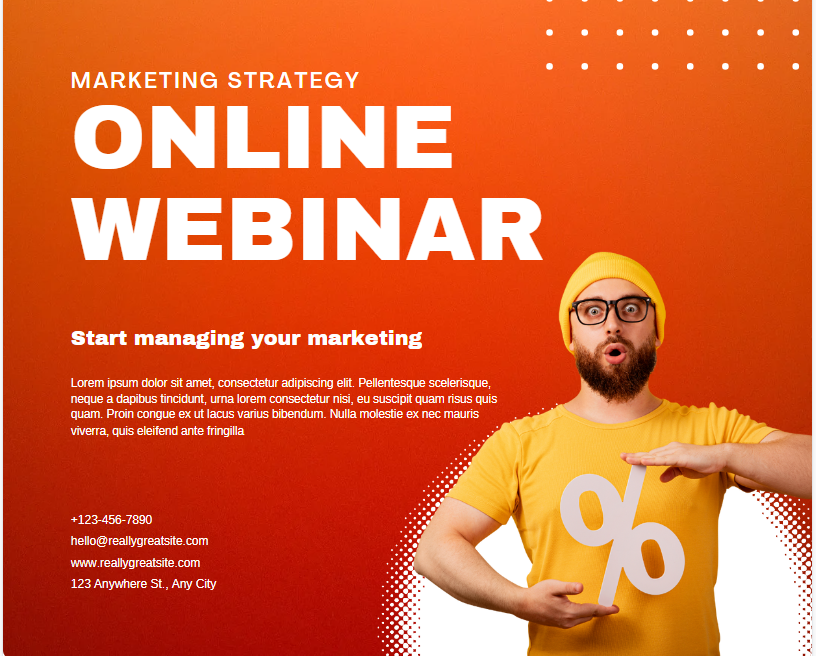 MARKETING STRATEGY
ONLINE
WEBINAR
Start managing your marketing
Lorem ipsum dolor sit amet, consectetur adipiscing elit. Pellentesque scelerisque,
neque a dapibus tincidunt, urna lorem consectetur nisi, eu suscipit quam risus quis
quam. Proin congue ex ut lacus varius bibendum. Nulla molestie ex nec mauris
viverra, quis eleifend ante fringilla
+123-456-7890
hello@reallygreatsite.com
www.reallygreatsite.com
123 Anywhere St., Any City
%